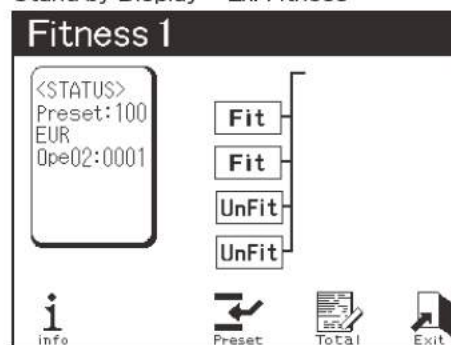 Fitness 1
<STATUS>
Preset:100
EUR
Ope02:0001
Fit
Fit
UnFit
UnFit
info
Preset
Total
Exit